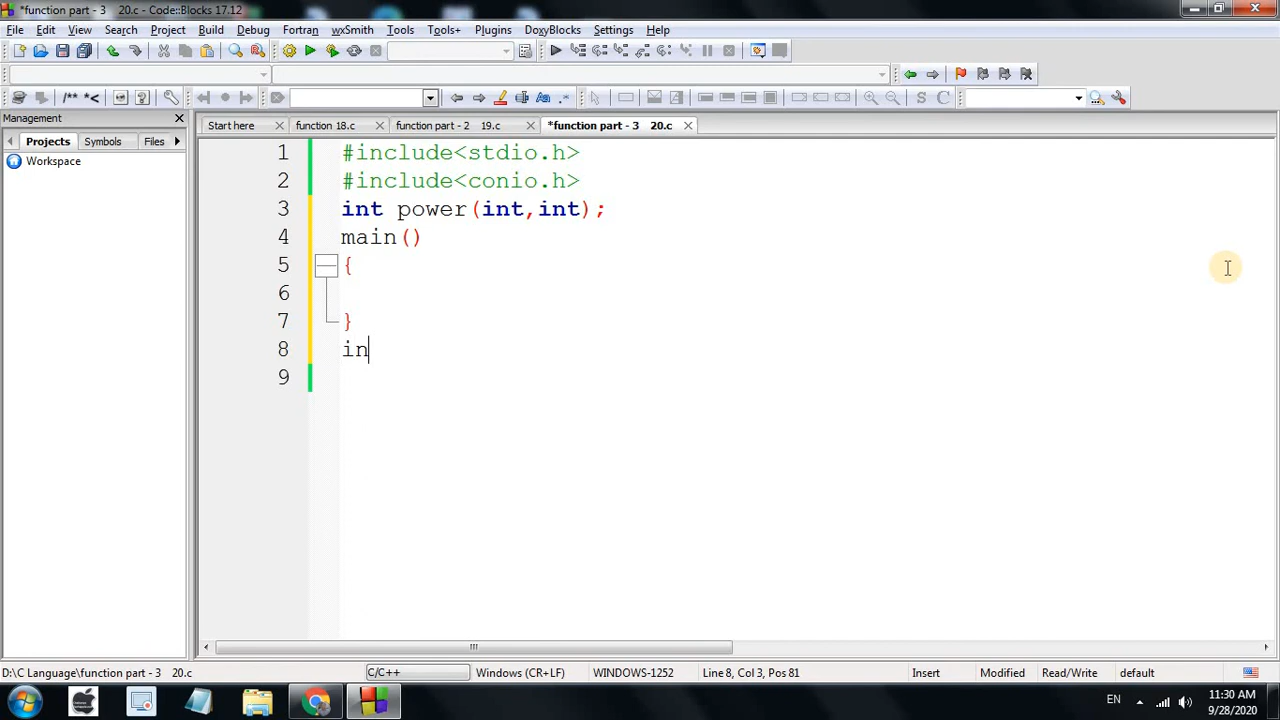 *function part - 3    20.c - Code::Blocks 17.12
File Edit View Search Project Build Debug Fortran wxSmith Tools Tools+ Plugins DoxyBlocks Settings Help
/** *<
S C
Management
Projects Symbols Files
Workspace
Start here function 18.c function part - 2   19.c *function part - 3    20.c
1 #include<stdio.h>
2 #include<conio.h>
3 int power(int,int);
4 main()
5 {
6
7 }
8 in
9
D:\C Language\function part - 3    20.c C/C++ Windows (CR+LF) WINDOWS-1252 Line 8, Col 3, Pos 81 Insert Modified Read/Write default
EN 11:30 AM
9/28/2020